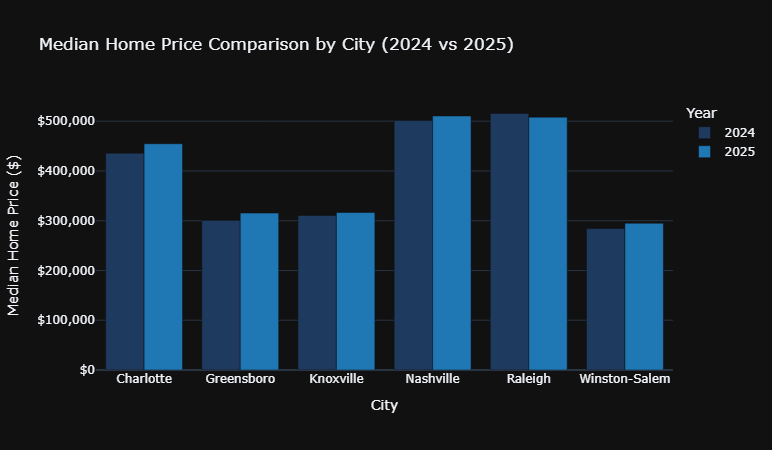 Median Home Price Comparison by City (2024 vs 2025)
Year
2024
2025
Median Home Price ($)
$500,000
$400,000
$300,000
$200,000
$100,000
$0
Charlotte
Greensboro
Knoxville
Nashville
Raleigh
Winston-Salem
City